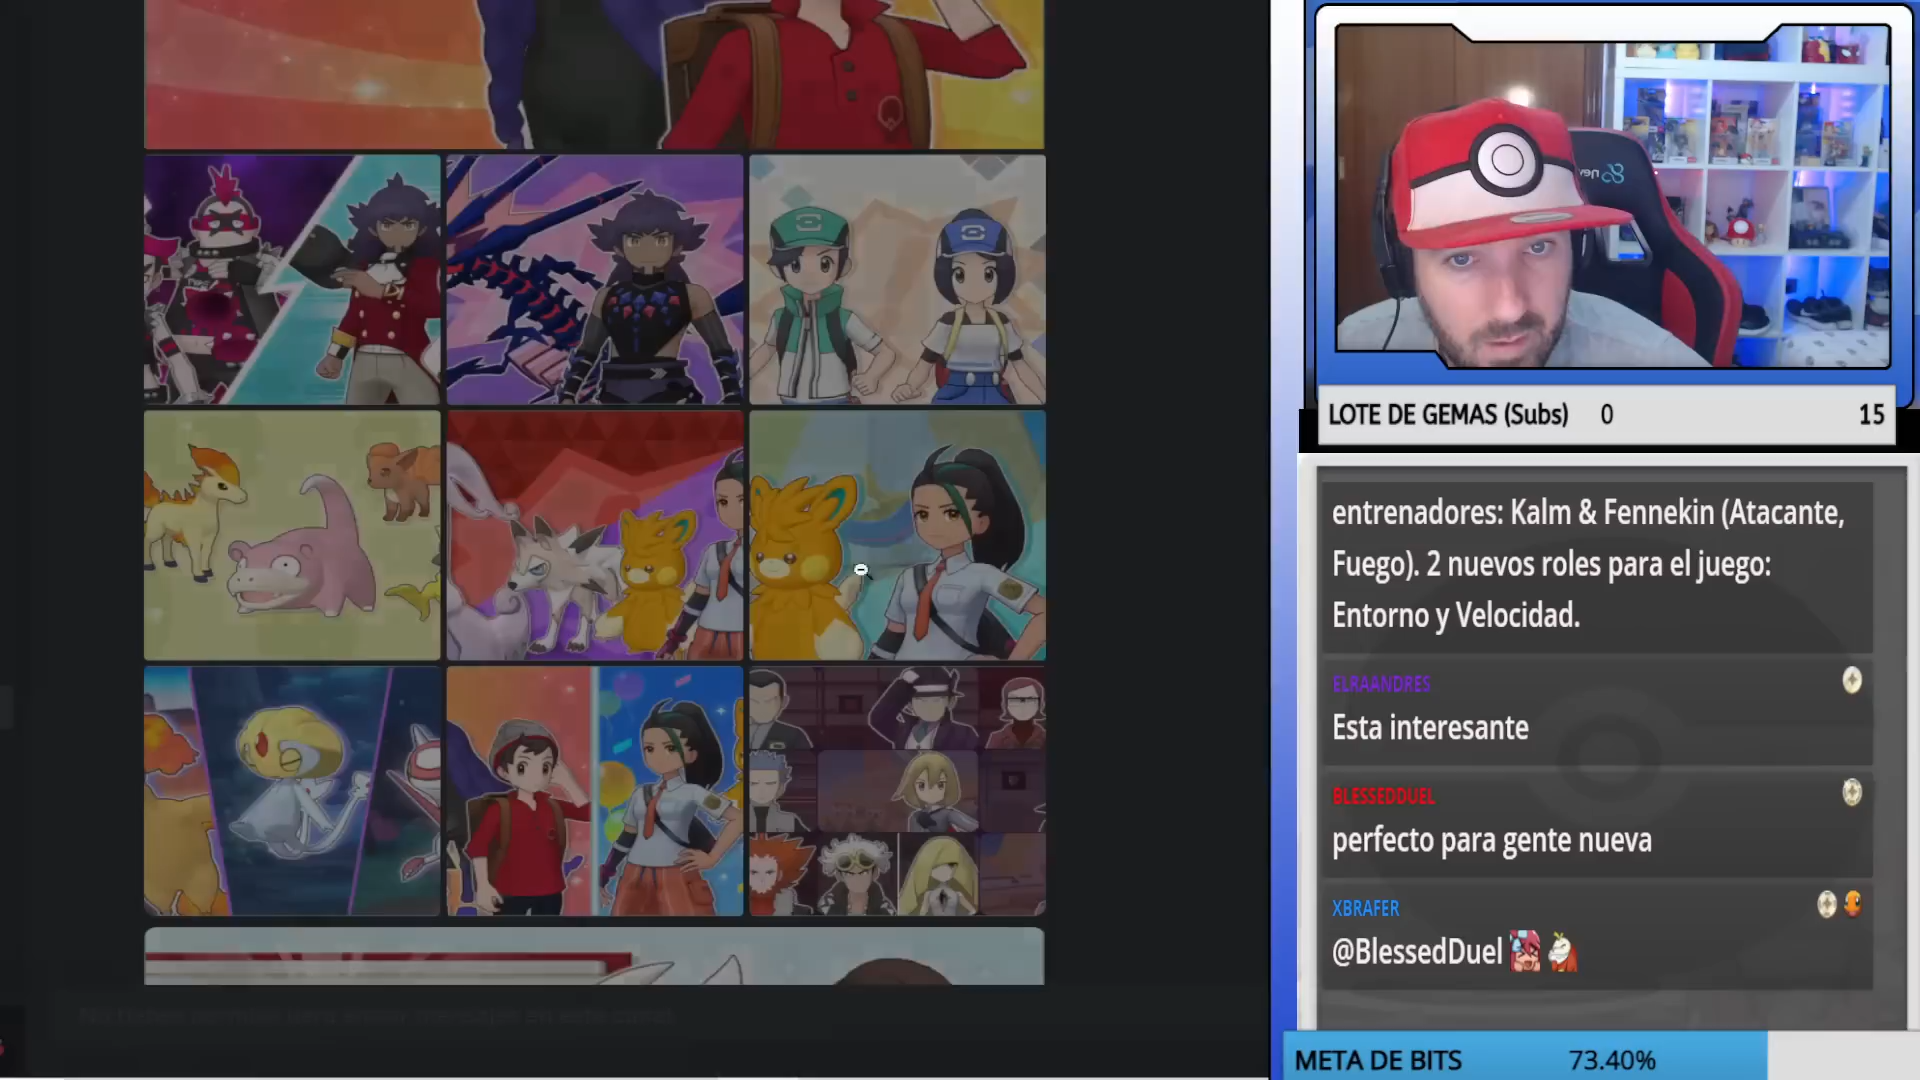 LOTE DE GEMAS (Subs) 0 15
entrenadores: Kalm & Fennekin (Atacante,
Fuego). 2 nuevos roles para el juego:
Entorno y Velocidad.
ELRAANDRES
Esta interesante
BLESSEDDUEL
perfecto para gente nueva
XBRAFER
@BlessedDuel
META DE BITS 73.40%